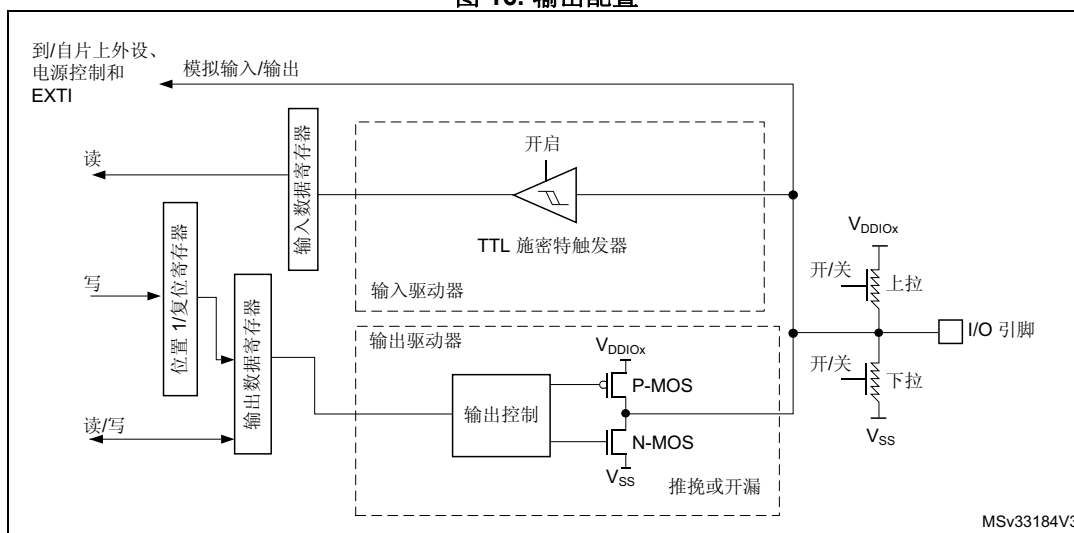 图 16. 输出配置
到/自片上外设、
电源控制和
EXTI
模拟输入/输出
读
输入数据寄存器
开启
TTL 施密特触发器
输入驱动器
写
位置 1/复位寄存器
输出数据寄存器
读/写
输出驱动器
VDDIOx
输出控制
P-MOS
N-MOS
VSS
推挽或开漏
VDDIOx
开/关
上拉
I/O 引脚
开/关
下拉
VSS
MSv33184V3